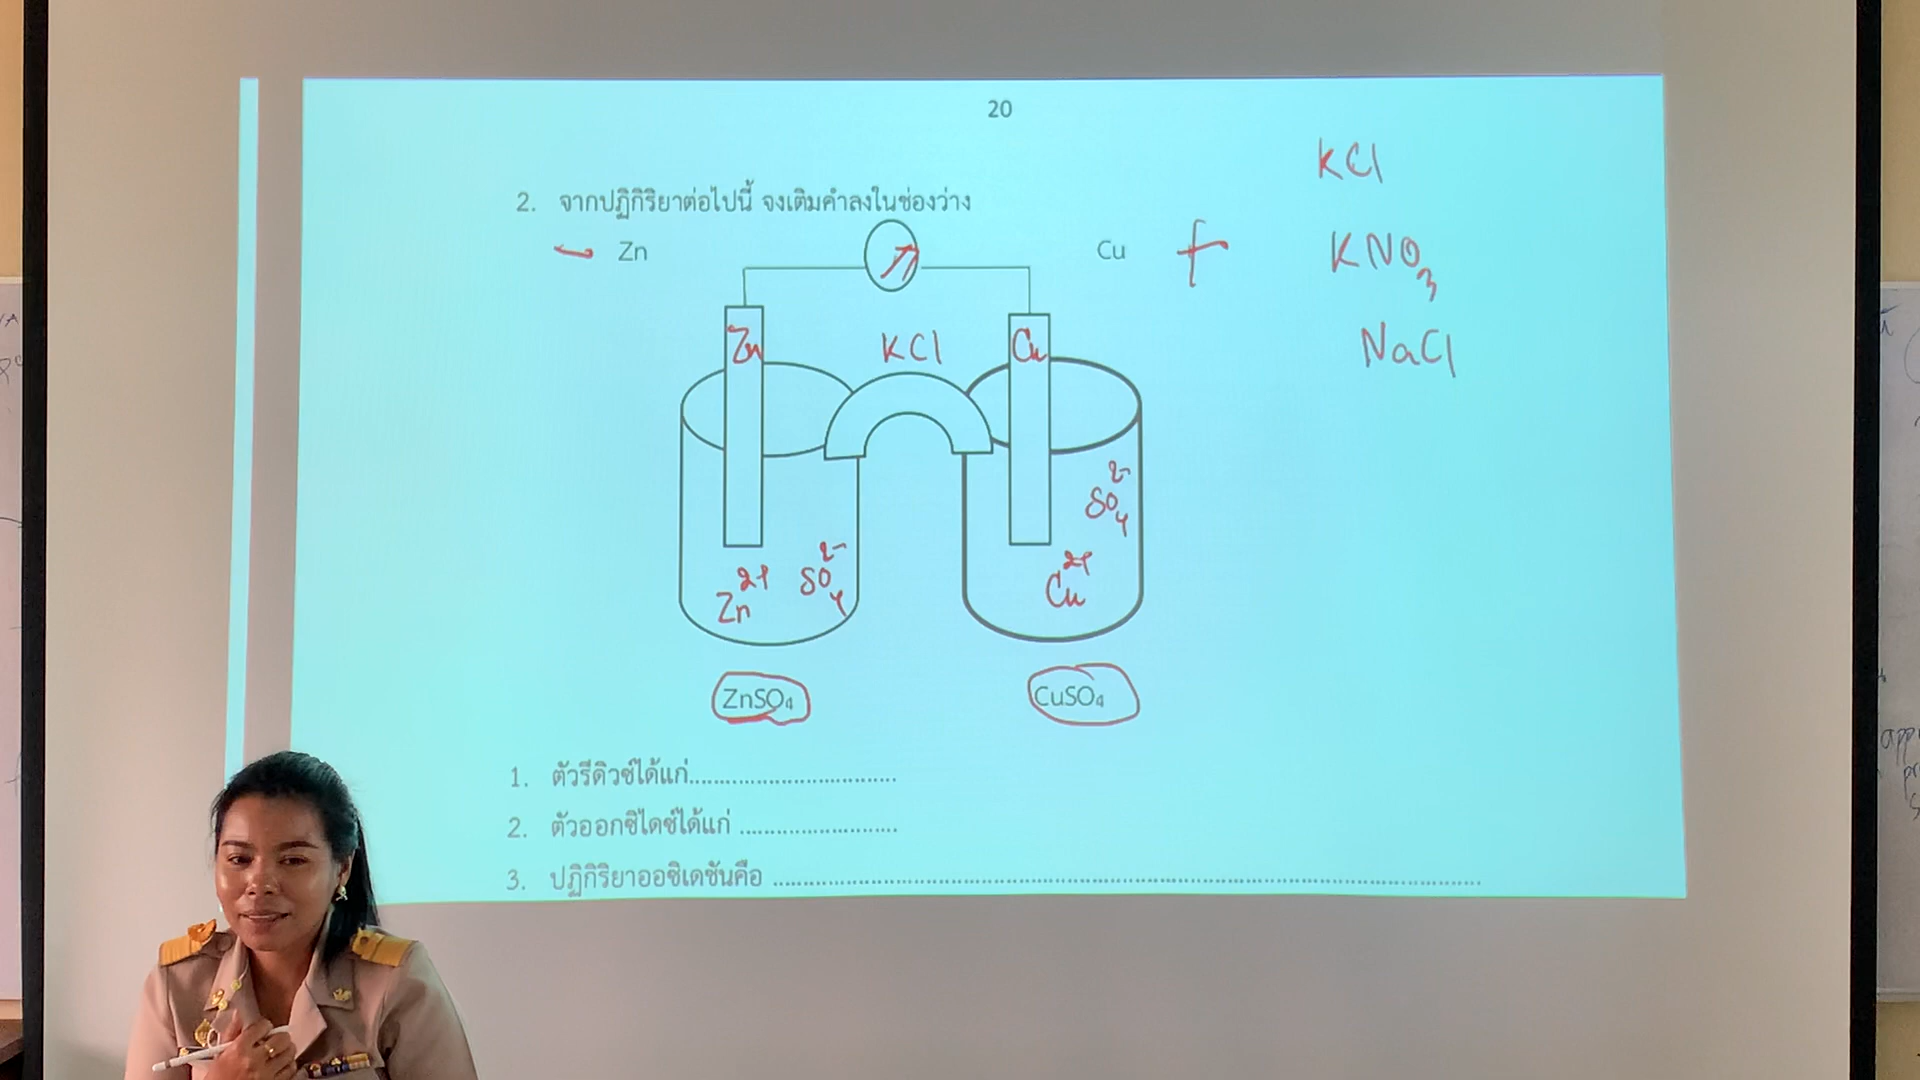 20
KCl
2. จากปฏิกิริยาต่อไปนี้ จงเติมคำลงในช่องว่าง
- Zn Cu +
KNO3
Zn KCl Cu NaCl
SO4 2-
Zn 2+ SO4 2- Cu 2+
ZnSO4 CuSO4
1. ตัวรีดิวซ์ได้แก่................................
2. ตัวออกซิไดซ์ได้แก่ ........................
3. ปฏิกิริยาออซิเดชันคือ ................................................................................................